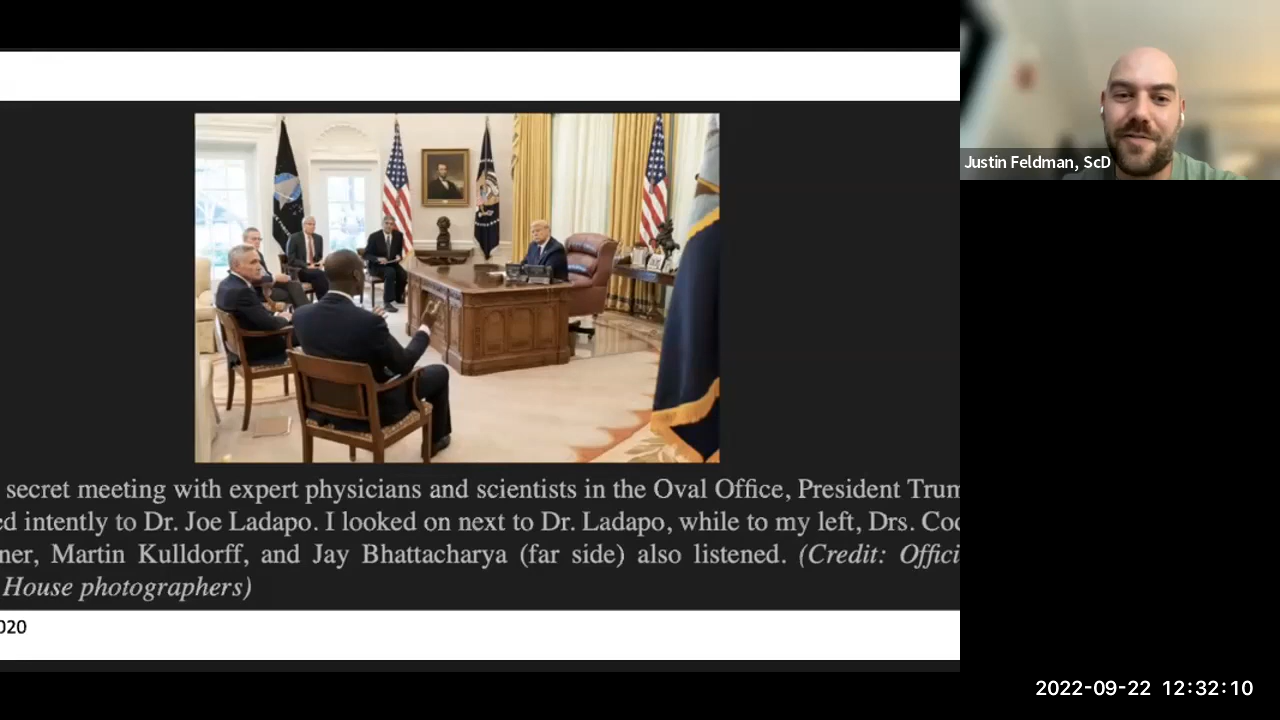 Justin Feldman, ScD
secret meeting with expert physicians and scientists in the Oval Office, President Trum
ed intently to Dr. Joe Ladapo. I looked on next to Dr. Ladapo, while to my left, Drs. Co
ner, Martin Kulldorff, and Jay Bhattacharya (far side) also listened. (Credit: Offici
House photographers)
020
2022-09-22 12:32:10